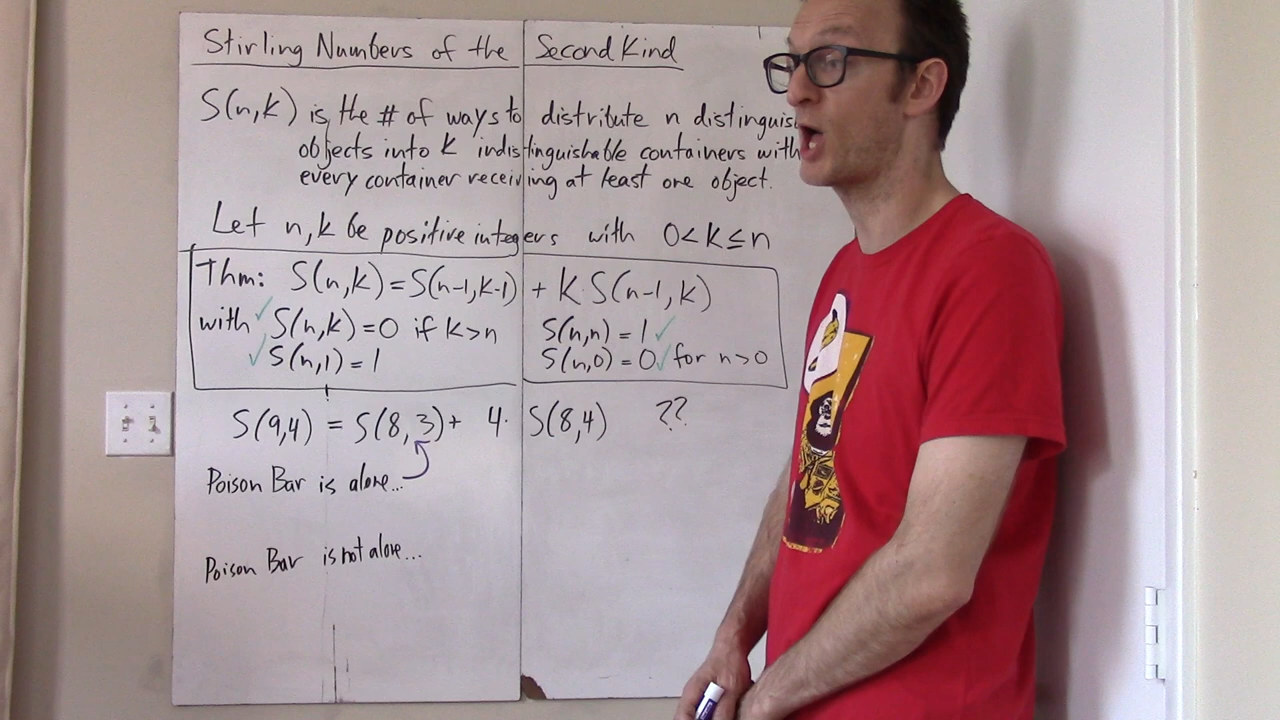 Stirling Numbers of the Second Kind
S(n,k) is the # of ways to distribute n distinguis
objects into k indistinguishable containers with
every container receiving at least one object.
Let n,k be positive integers with 0<k≤n
Thm: S(n,k)=S(n-1,k-1) + k·S(n-1,k)
with ✓ S(n,k)=0 if k>n S(n,n)=1 ✓
✓ S(n,1)=1 S(n,0)=0 ✓ for n>0
S(9,4) = S(8,3)+ 4· S(8,4) ??
Poison Bar is alone...
Poison Bar is not alone...